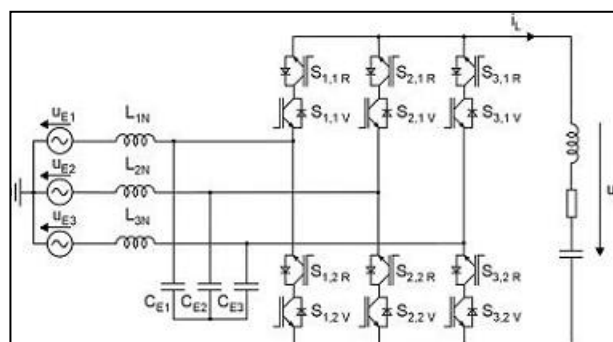 i_L
S_1,1 R
S_2,1 R
S_3,1 R
S_1,1 V
S_2,1 V
S_3,1 V
u_E1
L_1N
u_E2
L_2N
u_E3
L_3N
u
C_E1
C_E2
C_E3
S_1,2 R
S_2,2 R
S_3,2 R
S_1,2 V
S_2,2 V
S_3,2 V